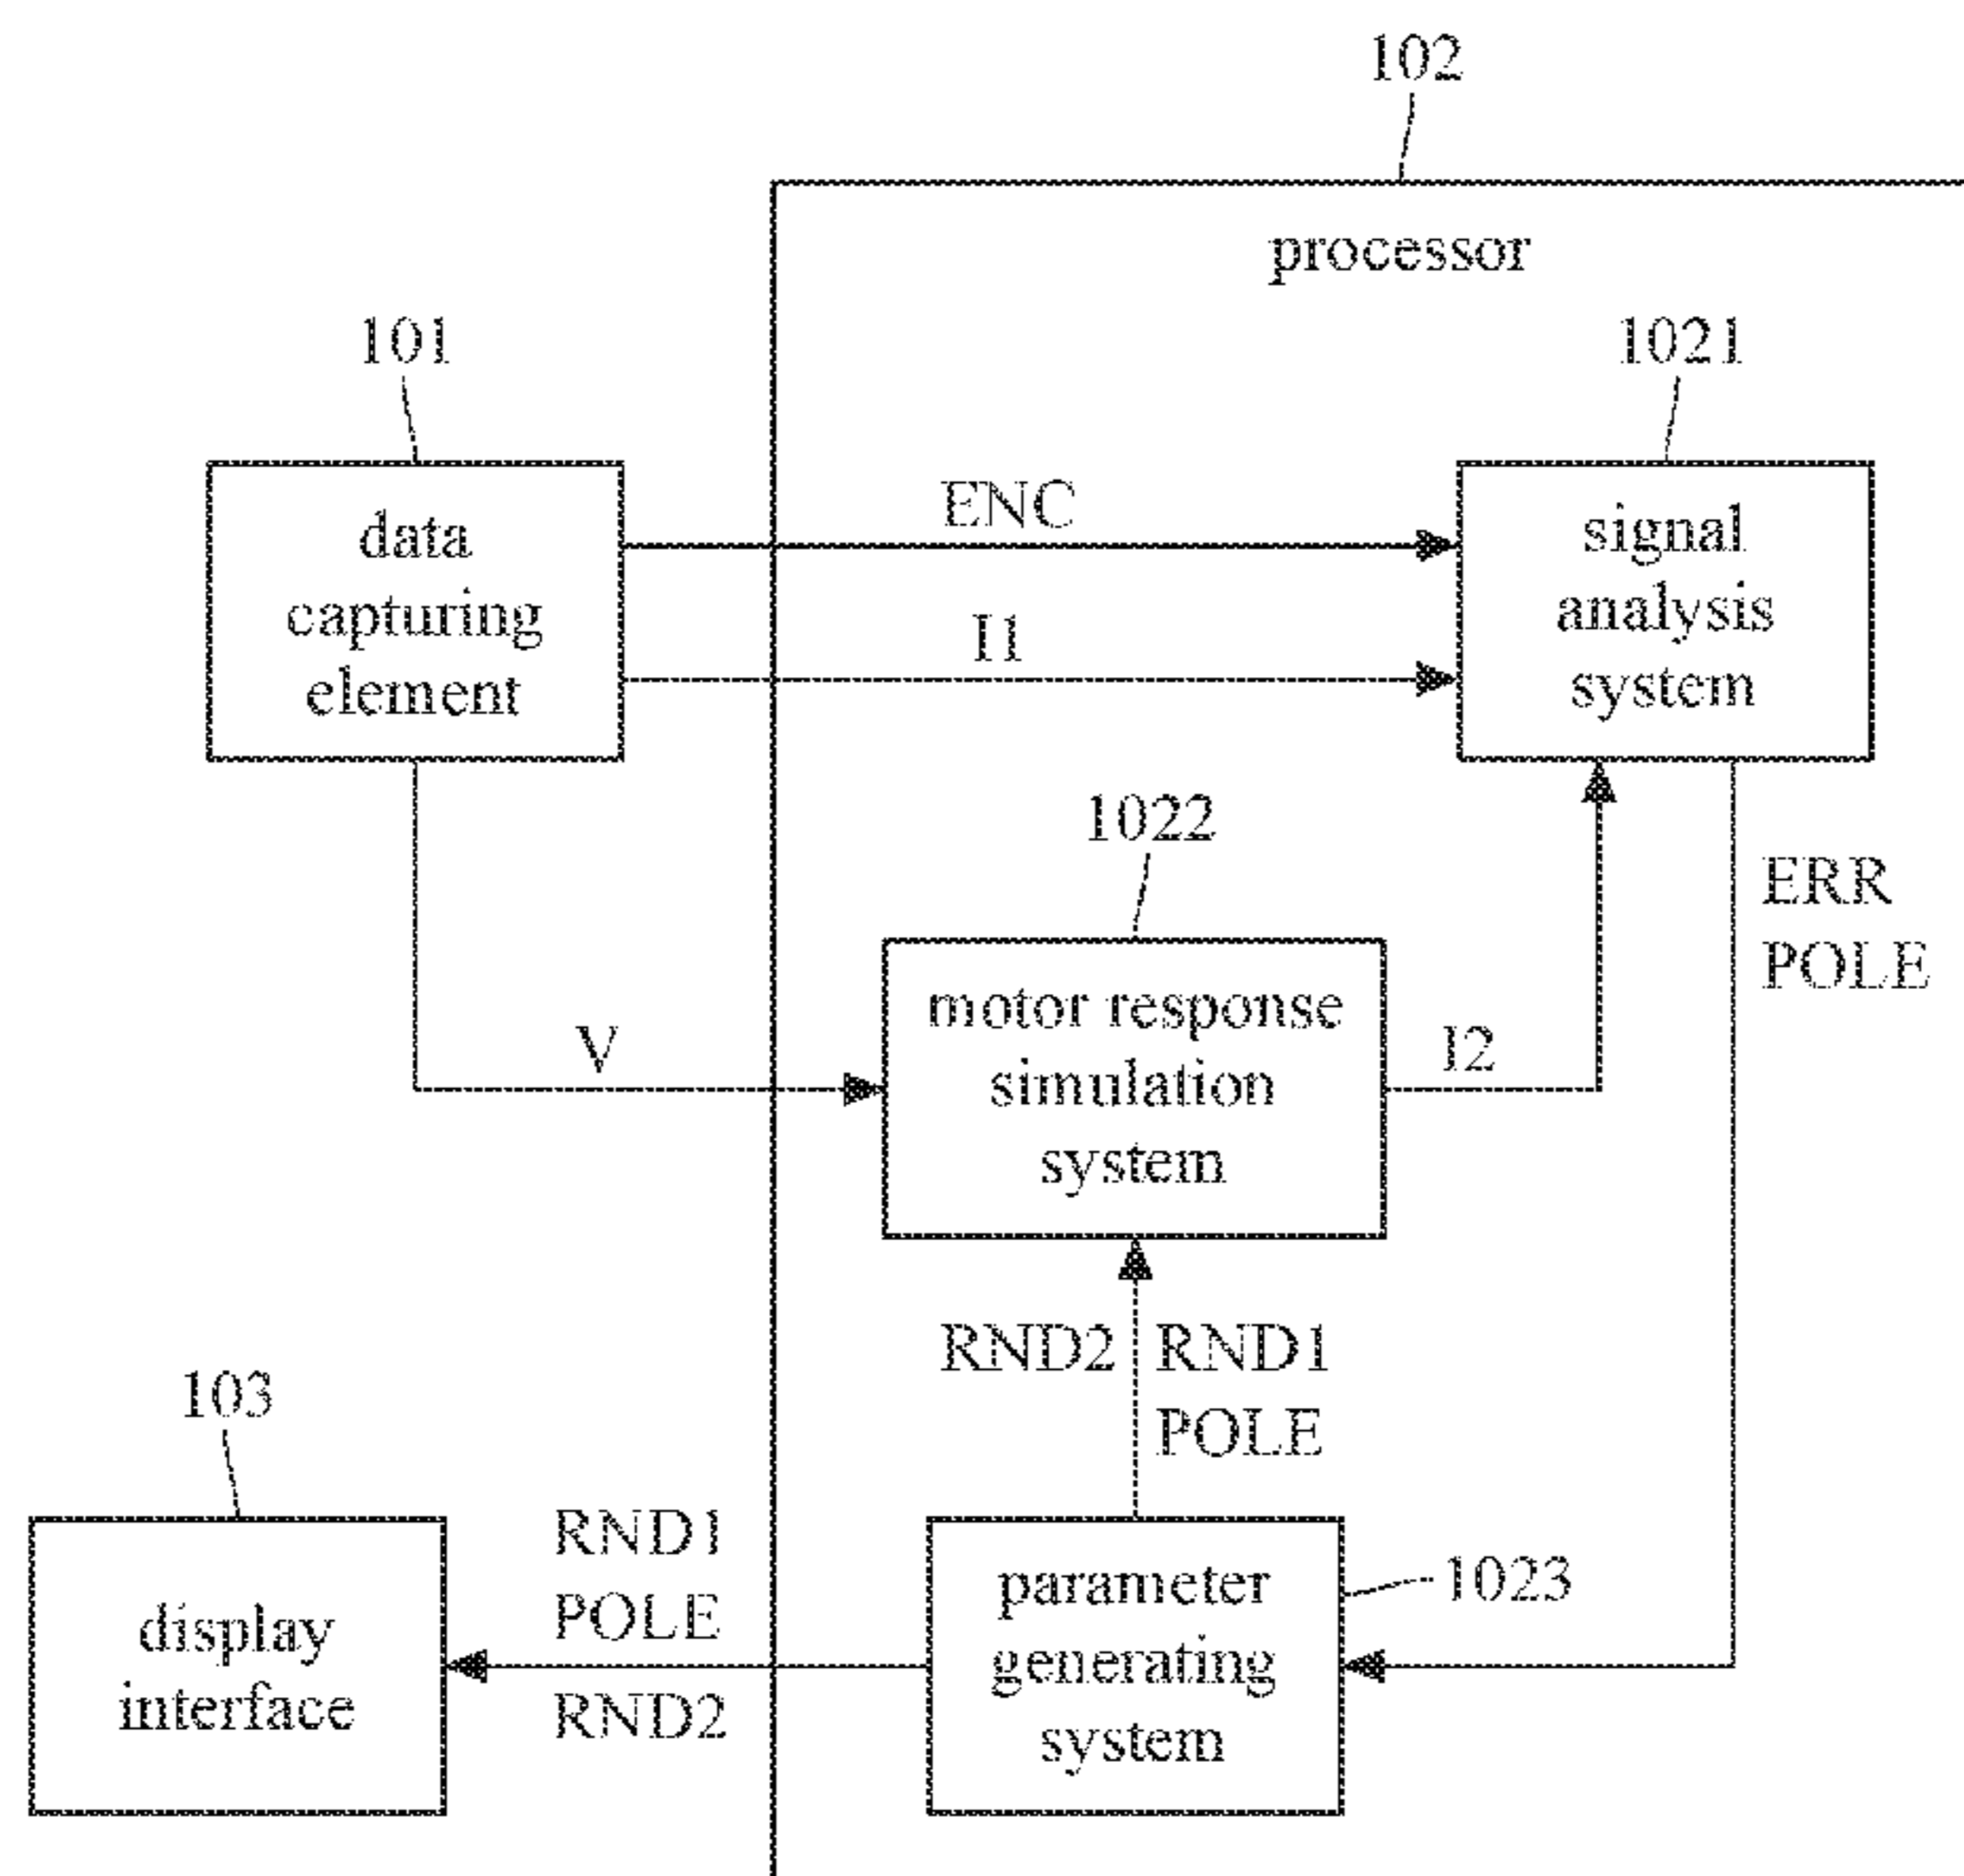 102
processor
101
1021
data
capturing
element
ENC
I1
signal
analysis
system
1022
ERR
POLE
motor response
simulation
system
V
I2
RND2
RND1
POLE
103
display
interface
RND1
POLE
RND2
parameter
generating
system
1023